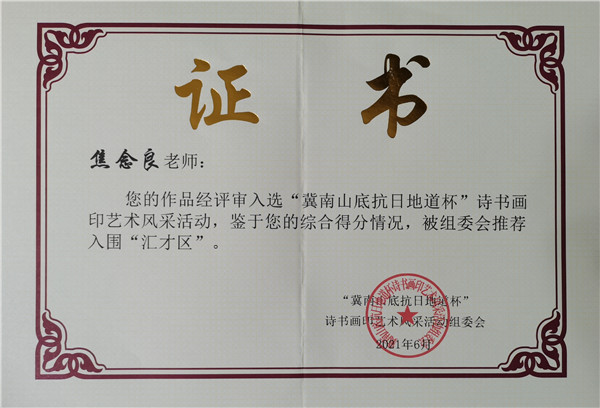 证书
焦念良老师：
您的作品经评审入选“冀南山底抗日地道杯”诗书画
印艺术风采活动，鉴于您的综合得分情况，被组委会推荐
入围“汇才区”。
“冀南山底抗日地道杯”
诗书画印艺术风采活动组委会
2021年6月